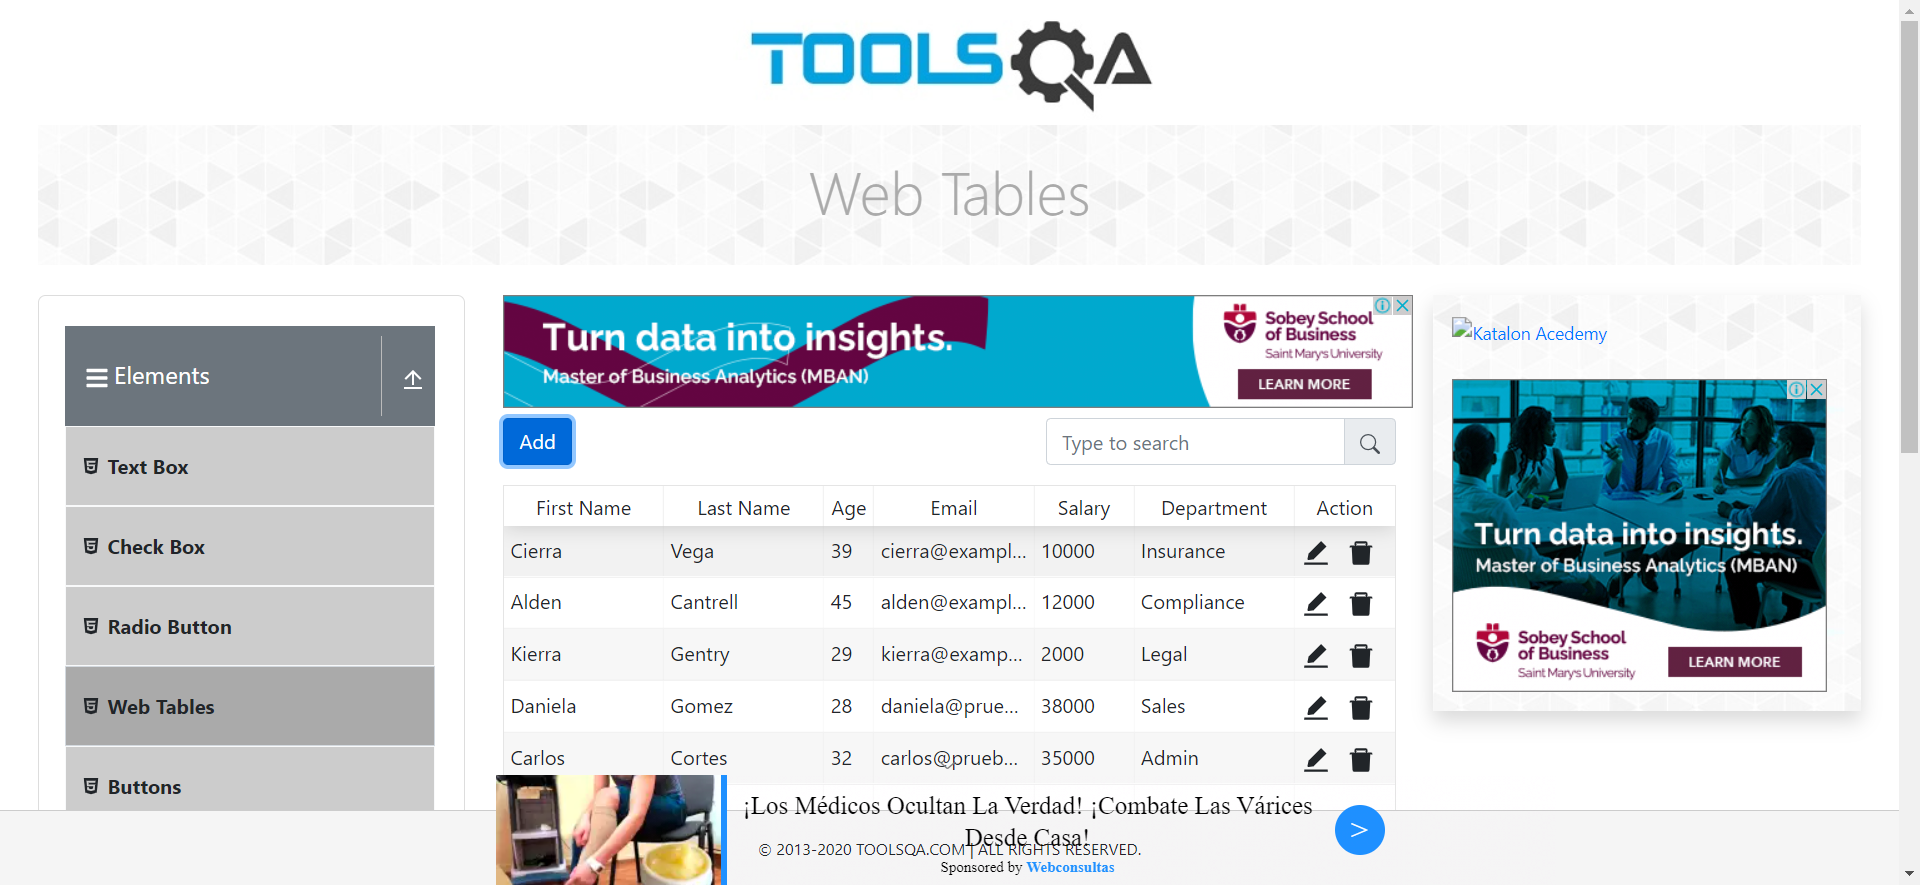 TOOLSQA
Web Tables
Elements
Text Box
Check Box
Radio Button
Web Tables
Buttons
Turn data into insights.
Master of Business Analytics (MBAN)
Sobey School
of Business
Saint Mary's University
LEARN MORE
Add
Type to search
First Name Last Name Age Email Salary Department Action
Cierra Vega 39 cierra@exampl... 10000 Insurance
Alden Cantrell 45 alden@exampl... 12000 Compliance
Kierra Gentry 29 kierra@examp... 2000 Legal
Daniela Gomez 28 daniela@prue... 38000 Sales
Carlos Cortes 32 carlos@prueb... 35000 Admin
Katalon Acedemy
Turn data into insights.
Master of Business Analytics (MBAN)
Sobey School
of Business
Saint Mary's University
LEARN MORE
¡Los Médicos Ocultan La Verdad! ¡Combate Las Várices
Desde Casa!
© 2013-2020 TOOLSQA.COM | ALL RIGHTS RESERVED.
Sponsored by Webconsultas